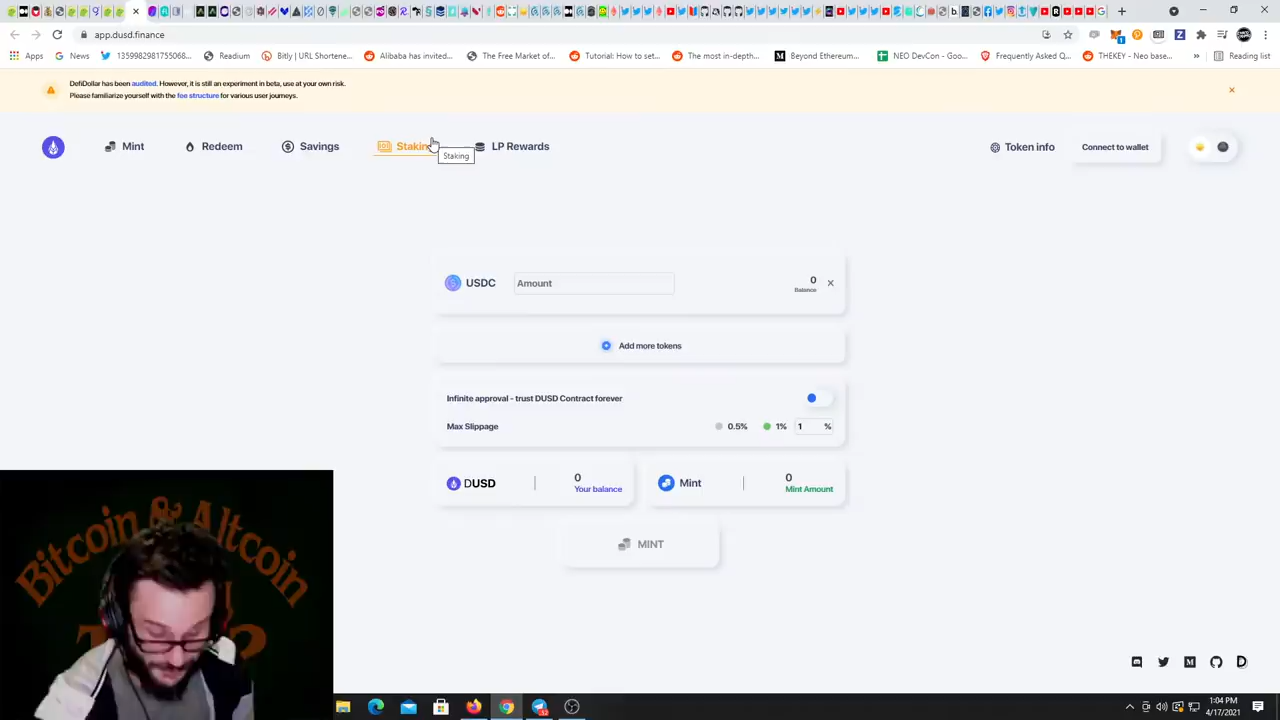 app.dusd.finance
Apps
News
1359982981755068...
Readium
Bitly | URL Shortene...
Alibaba has invited...
The Free Market of...
Tutorial: How to set...
The most in-depth...
Beyond Ethereum...
NEO DevCon - Goo...
Frequently Asked Q...
THEKEY - Neo base...
»
Reading list
DefiDollar has been audited. However, it is still an experiment in beta, use at your own risk.
Please familiarize yourself with the fee structure for various user journeys.
Mint
Redeem
Savings
Staking
LP Rewards
Token info
Connect to wallet
Staking
USDC
Amount
0
Balance
Add more tokens
Infinite approval - trust DUSD Contract forever
Max Slippage
0.5%
1%
1 %
DUSD
0
Your balance
Mint
0
Mint Amount
MINT
Bitcoin & Altcoin
1:04 PM
4/17/2021